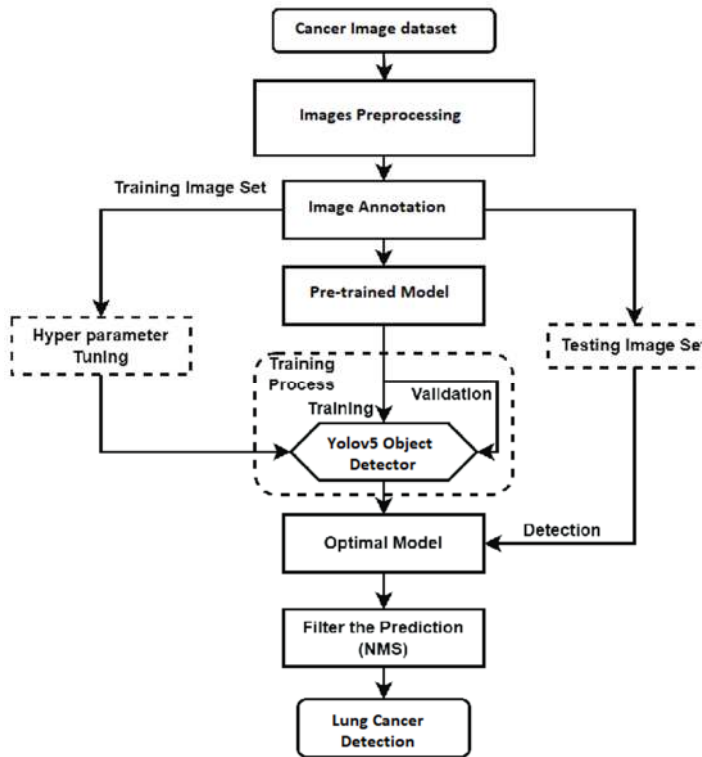 Cancer Image dataset
Images Preprocessing
Training Image Set
Image Annotation
Pre-trained Model
Hyper parameter
Tuning
Testing Image Set
Training
Process
Validation
Training
Yolov5 Object
Detector
Optimal Model
Detection
Filter the Prediction
(NMS)
Lung Cancer
Detection